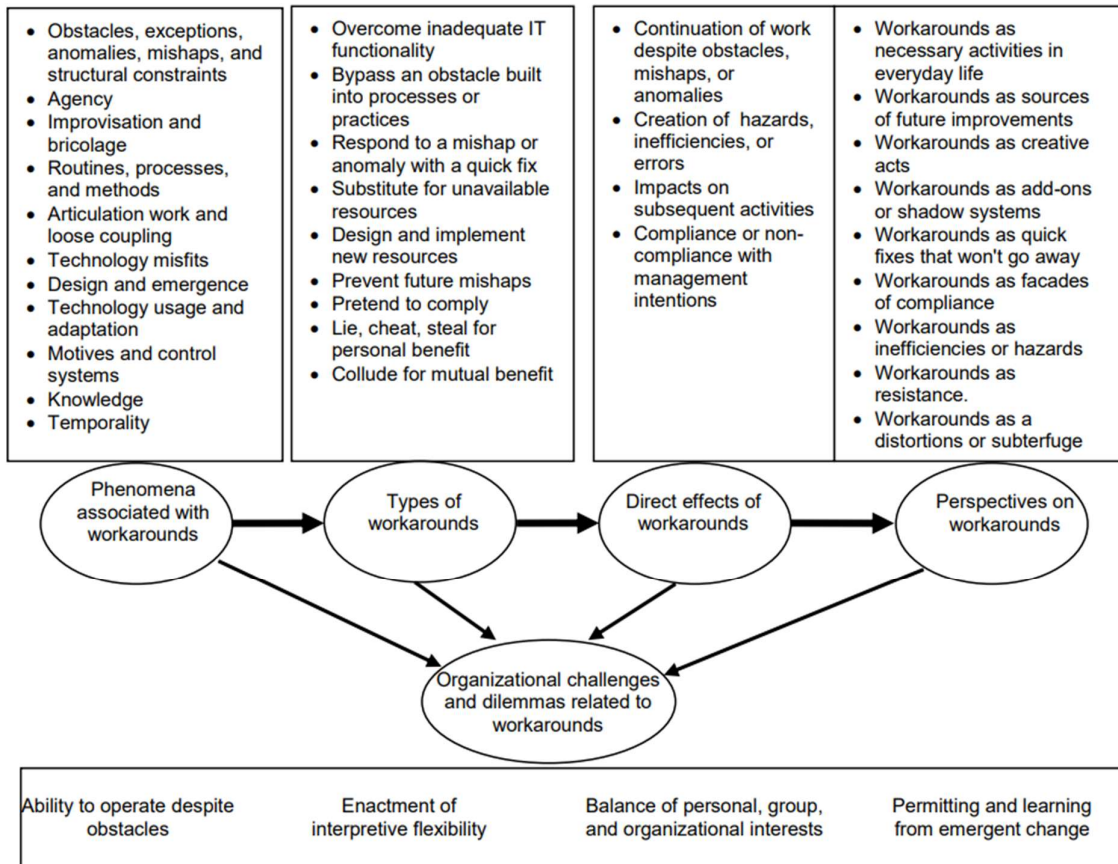 • Obstacles, exceptions,
anomalies, mishaps, and
structural constraints
• Agency
• Improvisation and
bricolage
• Routines, processes,
and methods
• Articulation work and
loose coupling
• Technology misfits
• Design and emergence
• Technology usage and
adaptation
• Motives and control
systems
• Knowledge
• Temporality
• Overcome inadequate IT
functionality
• Bypass an obstacle built
into processes or
practices
• Respond to a mishap or
anomaly with a quick fix
• Substitute for unavailable
resources
• Design and implement
new resources
• Prevent future mishaps
• Pretend to comply
• Lie, cheat, steal for
personal benefit
• Collude for mutual benefit
• Continuation of work
despite obstacles,
mishaps, or
anomalies
• Creation of hazards,
inefficiencies, or
errors
• Impacts on
subsequent activities
• Compliance or non-
compliance with
management
intentions
• Workarounds as
necessary activities in
everyday life
• Workarounds as sources
of future improvements
• Workarounds as creative
acts
• Workarounds as add-ons
or shadow systems
• Workarounds as quick
fixes that won't go away
• Workarounds as facades
of compliance
• Workarounds as
inefficiencies or hazards
• Workarounds as
resistance.
• Workarounds as a
distortions or subterfuge
Phenomena
associated with
workarounds
Types of
workarounds
Direct effects of
workarounds
Perspectives on
workarounds
Organizational challenges
and dilemmas related to
workarounds
Ability to operate despite
obstacles
Enactment of
interpretive flexibility
Balance of personal, group,
and organizational interests
Permitting and learning
from emergent change